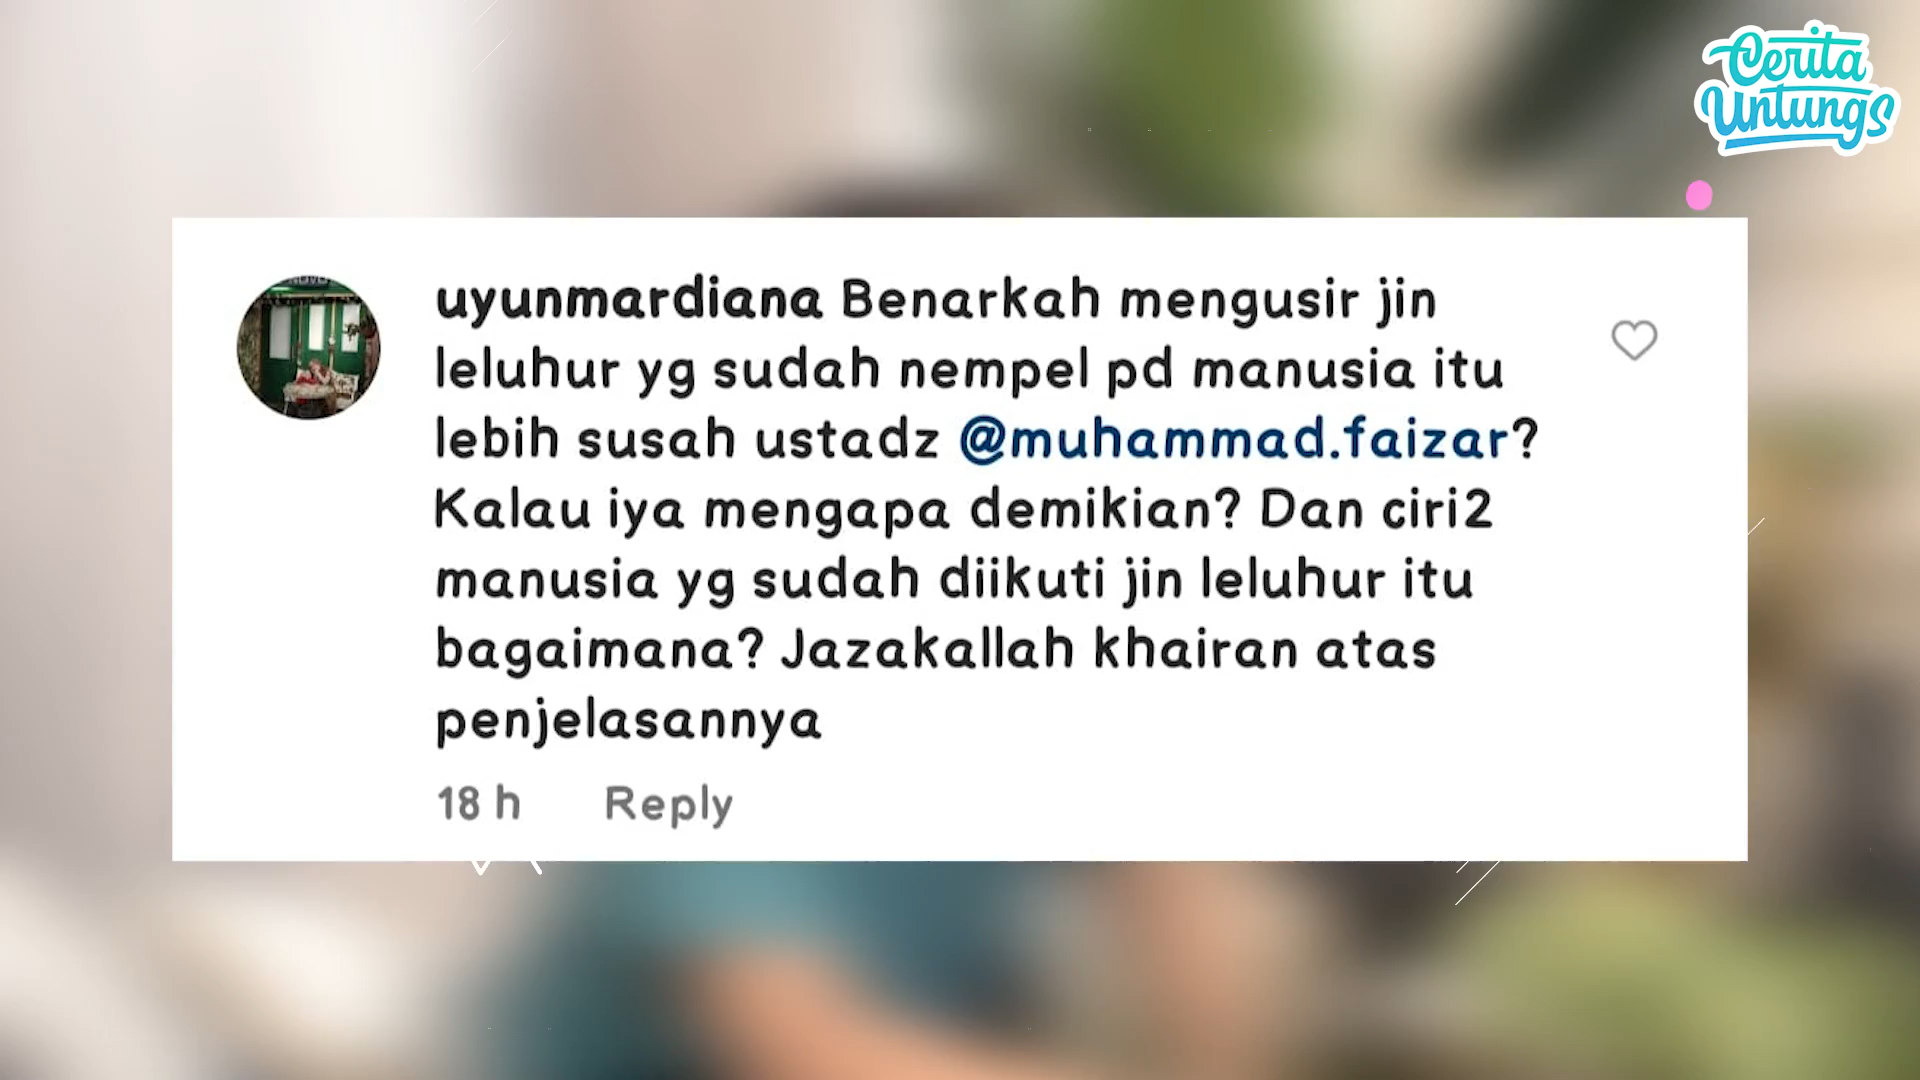 Cerita
Untungs
uyunmardiana Benarkah mengusir jin
leluhur yg sudah nempel pd manusia itu
lebih susah ustadz @muhammad.faizar?
Kalau iya mengapa demikian? Dan ciri2
manusia yg sudah diikuti jin leluhur itu
bagaimana? Jazakallah khairan atas
penjelasannya
18 h Reply